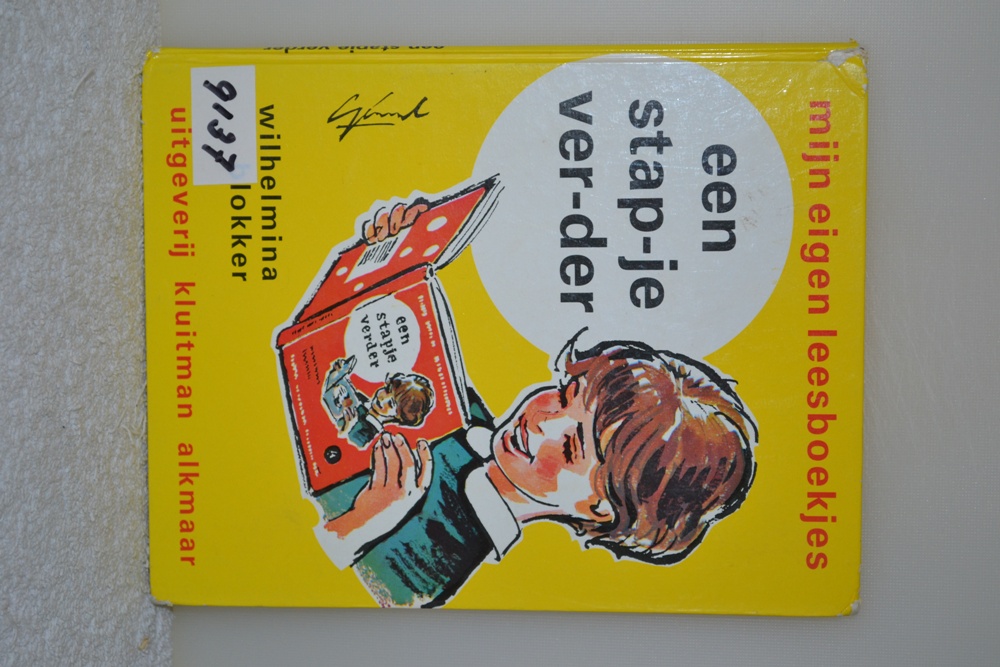 een stapje verder
mijn eigen leesboekjes
een
stap-je
ver-der
een
stapje
verder
wilhelmina
lokker
9137
uitgeverij kluitman alkmaar